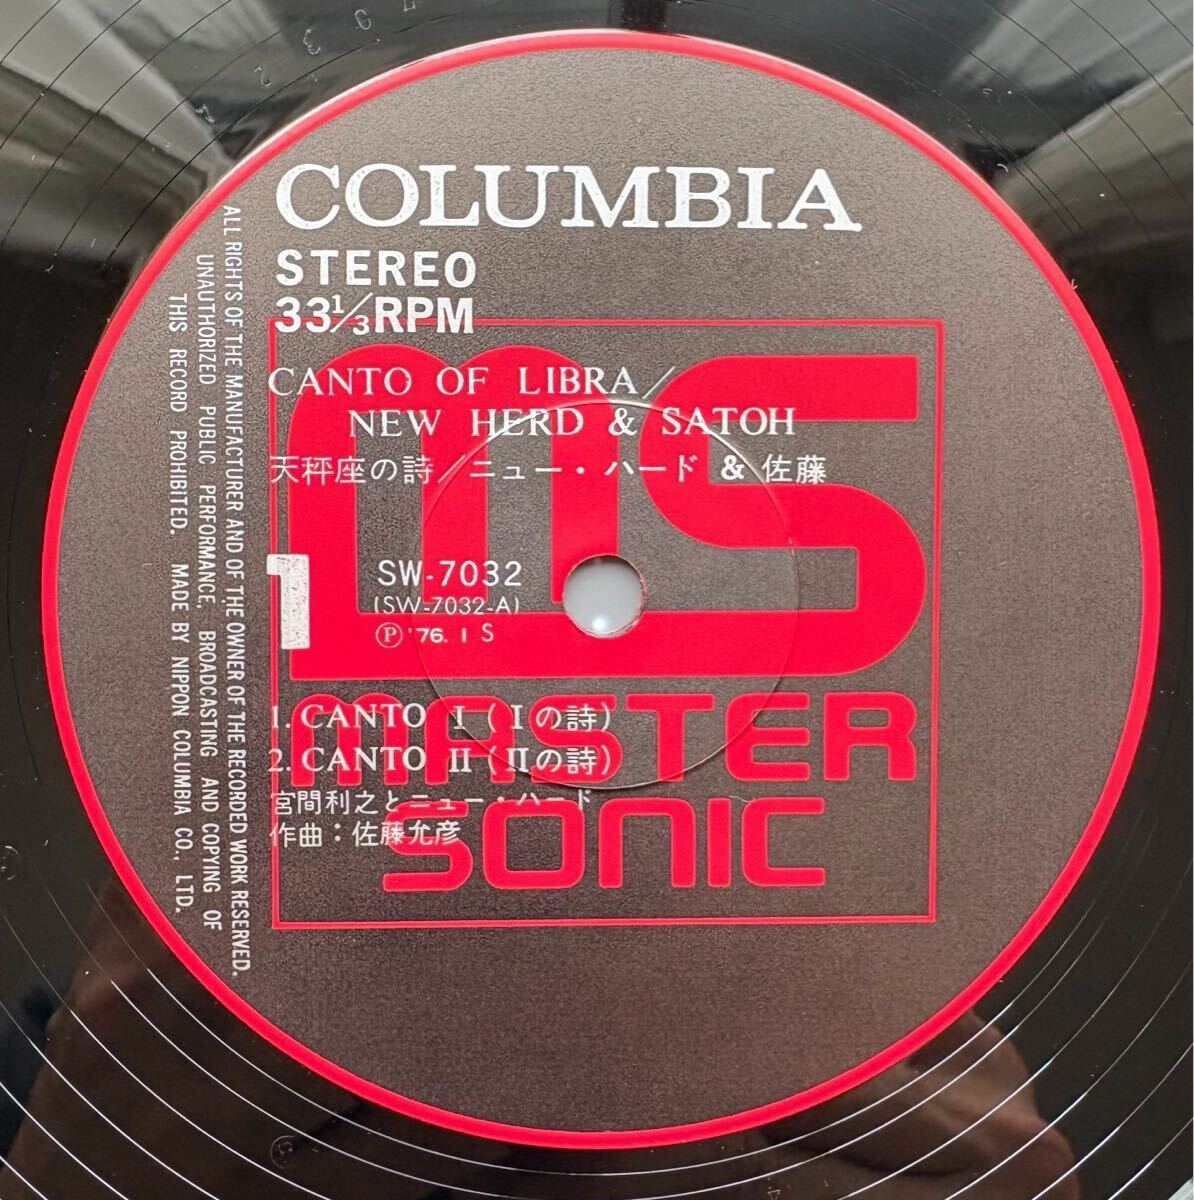 COLUMBIA
STEREO
33⅓RPM
CANTO OF LIBRA/
NEW HERD & SATOH
天秤座の詩/ニュー・ハード & 佐藤
1
SW-7032
(SW-7032-A)
Ⓟ '76. 1 S
1. CANTO I (Iの詩)
2. CANTO II (IIの詩)
宮間利之とニュー・ハード
作曲：佐藤允彦
ms
MASTER
SONIC
ALL RIGHTS OF THE MANUFACTURER AND OF THE OWNER OF THE RECORDED WORK RESERVED.
UNAUTHORIZED PUBLIC PERFORMANCE, BROADCASTING AND COPYING OF
THIS RECORD PROHIBITED. MADE BY NIPPON COLUMBIA CO., LTD.